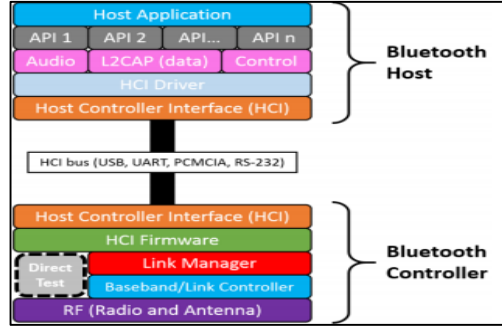 Host Application
API 1 API 2 API... API n
Bluetooth Host
Audio L2CAP (data) Control
HCI Driver
Host Controller Interface (HCI)
HCI bus (USB, UART, PCMCIA, RS-232)
Host Controller Interface (HCI)
HCI Firmware
Direct Test
Link Manager
Bluetooth Controller
Baseband/Link Controller
RF (Radio and Antenna)